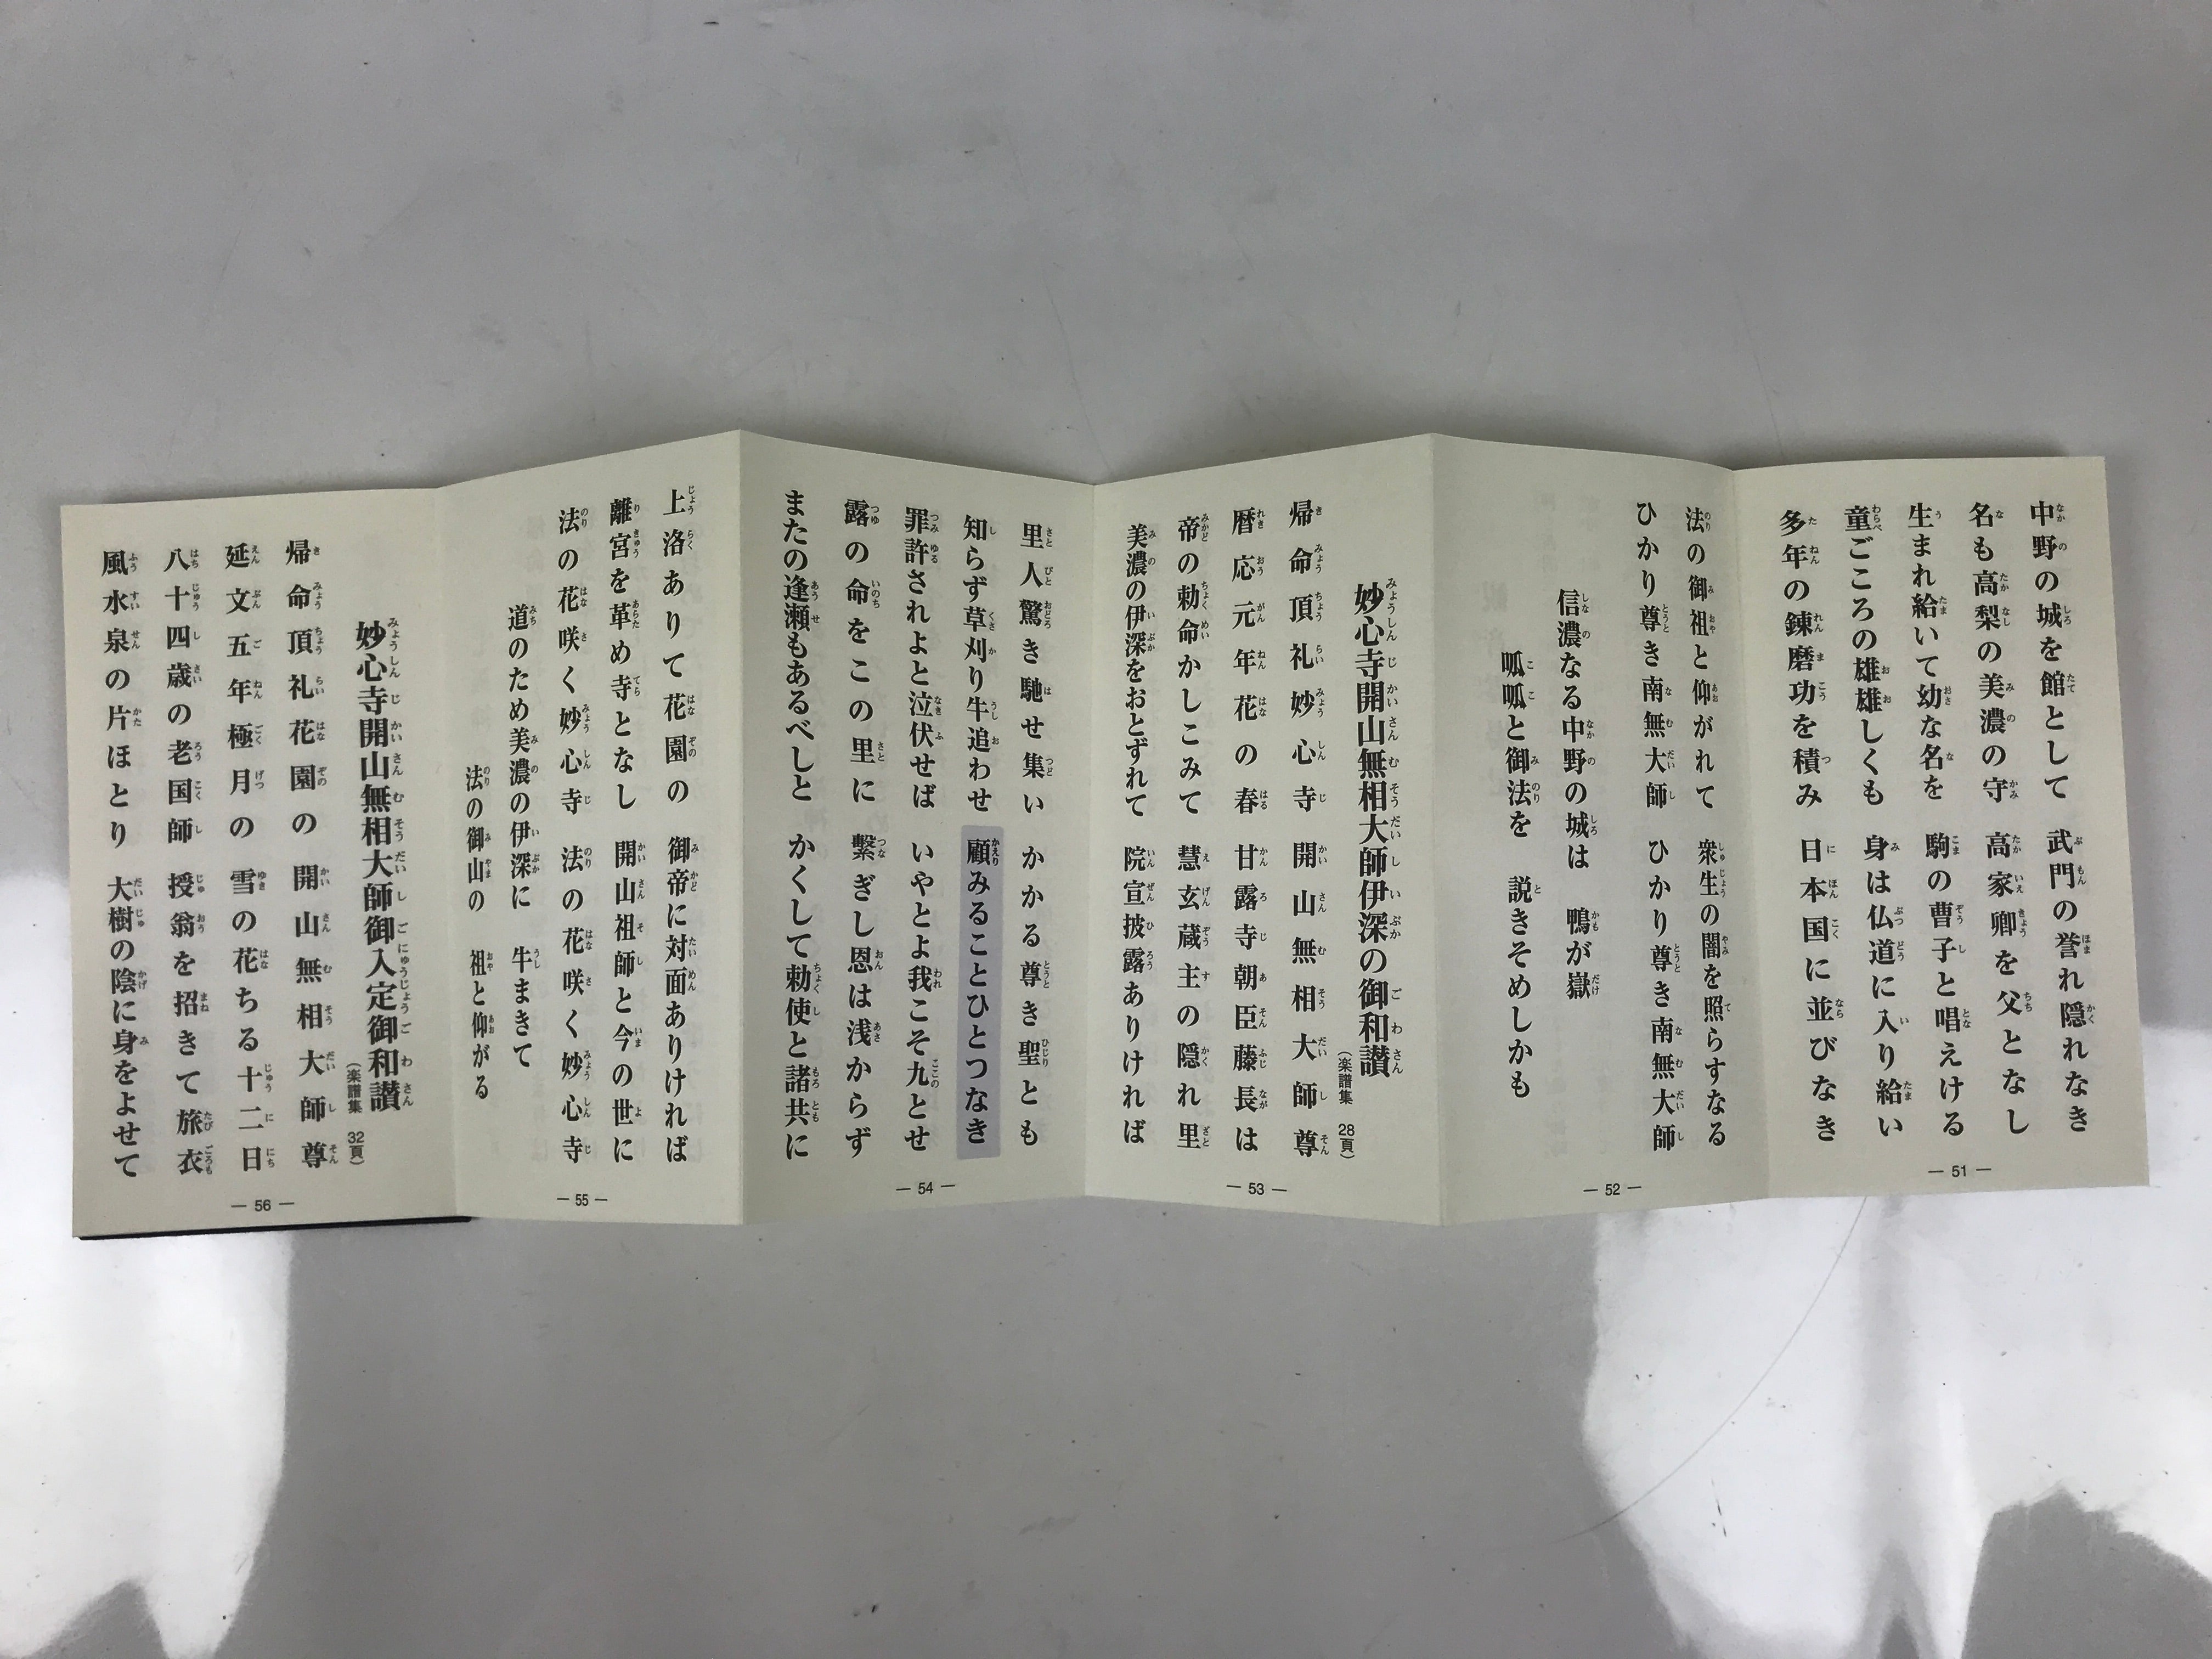 中野の城を館として 武門の誉れ隠れなき
名も高梨の美濃の守 高家卿を父となし
生まれ給いて幼な名を 駒の曹子と唱えける
童ごころの雄雄しくも 身は仏道に入り給い
多年の錬磨功を積み 日本国に並びなき
— 51 —
法の御祖と仰がれて 衆生の闇を照らすなる
ひかり尊き南無大師 ひかり尊き南無大師
信濃なる中野の城は 鴨が嶽
呱呱と御法を 説きそめしかも
— 52 —
妙心寺開山無相大師伊深の御和讃
(楽譜集 28頁)
帰命頂礼妙心寺 開山無相大師尊
暦応元年花の春 甘露寺朝臣藤長は
帝の勅命かしこみて 慧玄蔵主の隠れ里
美濃の伊深をおとずれて 院宣披露ありければ
— 53 —
里人驚き馳せ集い かかる尊き聖とも
知らず草刈り牛追わせ 顧みることひとつなき
罪許されよと泣伏せば いやとよ我こそ九とせ
露の命をこの里に 繫ぎし恩は浅からず
またの逢瀬もあるべしと かくして勅使と諸共に
— 54 —
上洛ありて花園の 御帝に対面ありければ
離宮を革め寺となし 開山祖師と今の世に
法の花咲く妙心寺 法の花咲く妙心寺
道のため美濃の伊深に 牛まきて
法の御山の 祖と仰がる
— 55 —
妙心寺開山無相大師御入定御和讃
(楽譜集 32頁)
帰命頂礼花園の 開山無相大師尊
延文五年極月の 雪の花ちる十二日
八十四歳の老国師 授翁を招きて旅衣
風水泉の片ほとり 大樹の陰に身をよせて
— 56 —